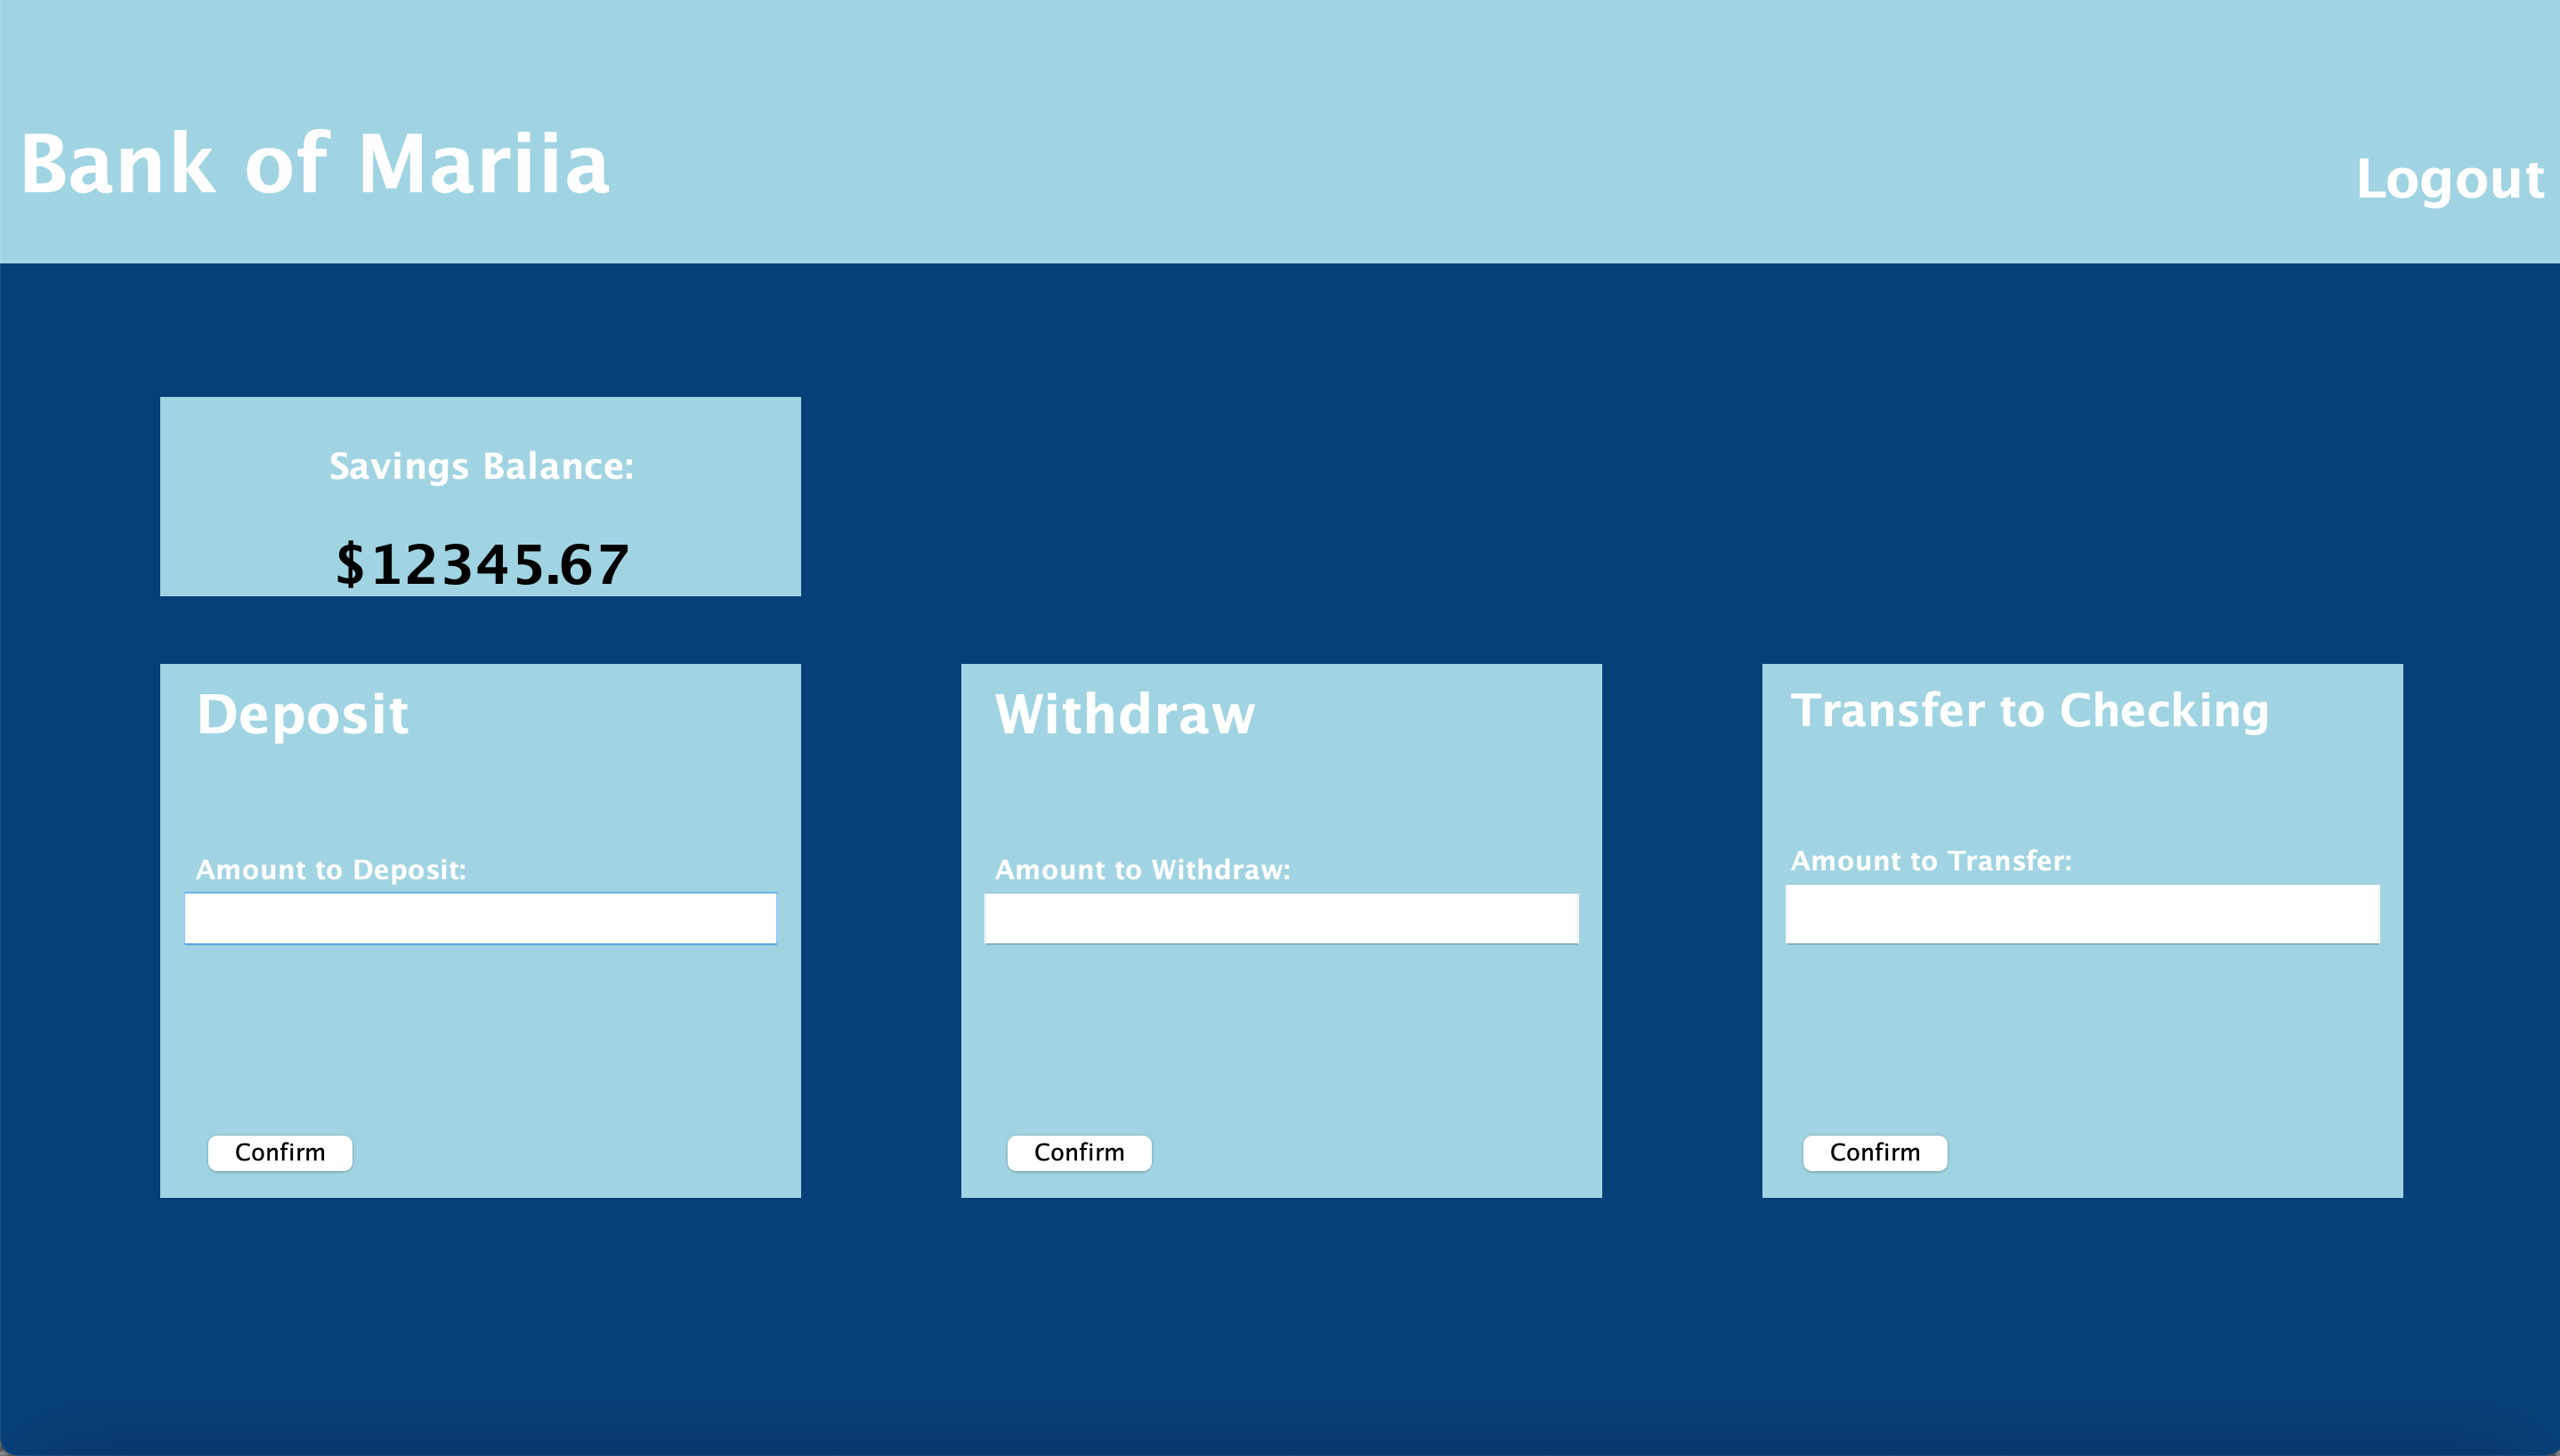 Bank of Mariia
Logout
Savings Balance:
$12345.67
Deposit
Amount to Deposit:
Confirm
Withdraw
Amount to Withdraw:
Confirm
Transfer to Checking
Amount to Transfer:
Confirm